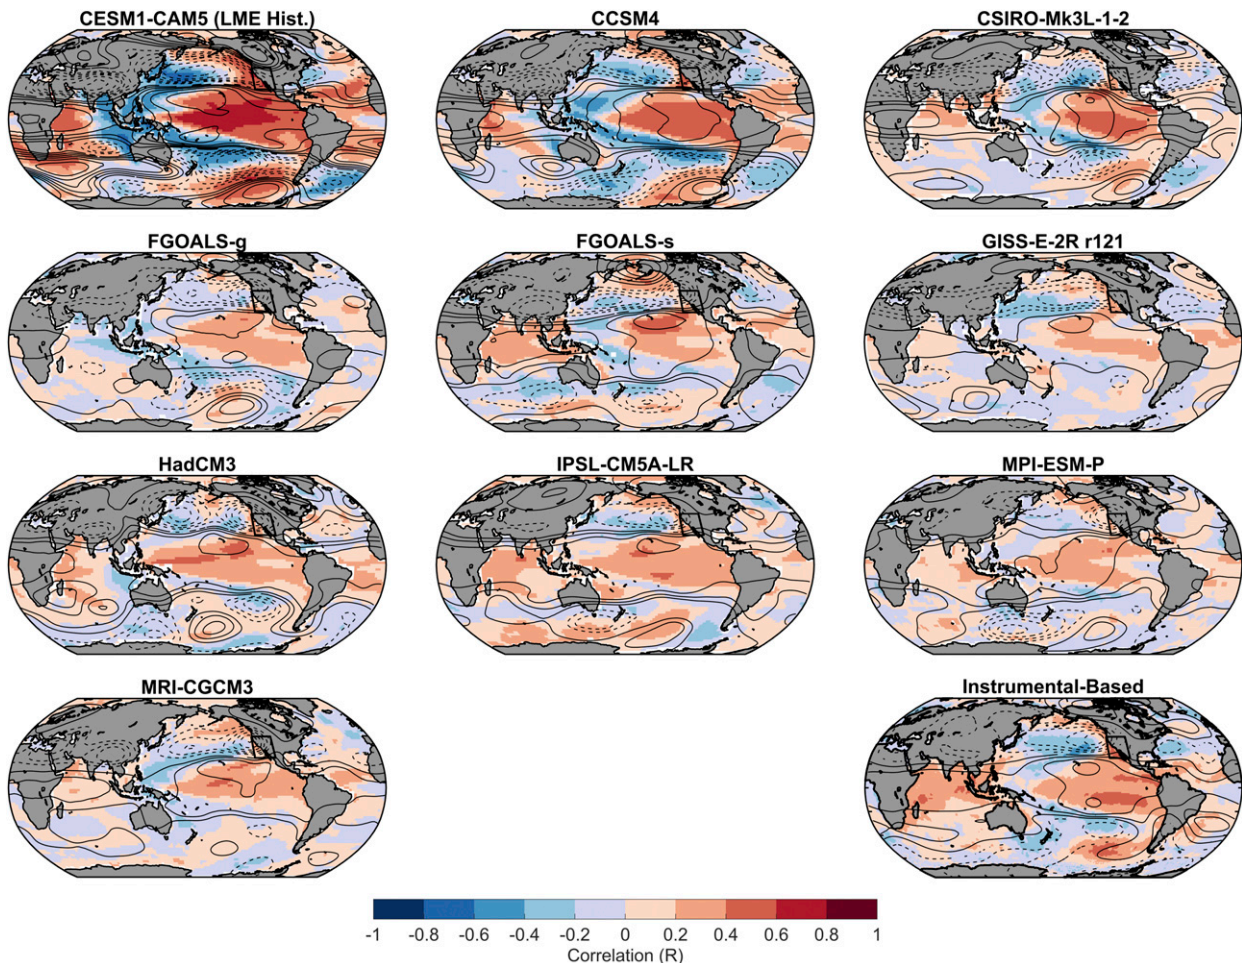 CESM1-CAM5 (LME Hist.)
CCSM4
CSIRO-Mk3L-1-2
FGOALS-g
FGOALS-s
GISS-E-2R r121
HadCM3
IPSL-CM5A-LR
MPI-ESM-P
MRI-CGCM3
Instrumental-Based
-1 -0.8 -0.6 -0.4 -0.2 0 0.2 0.4 0.6 0.8 1
Correlation (R)